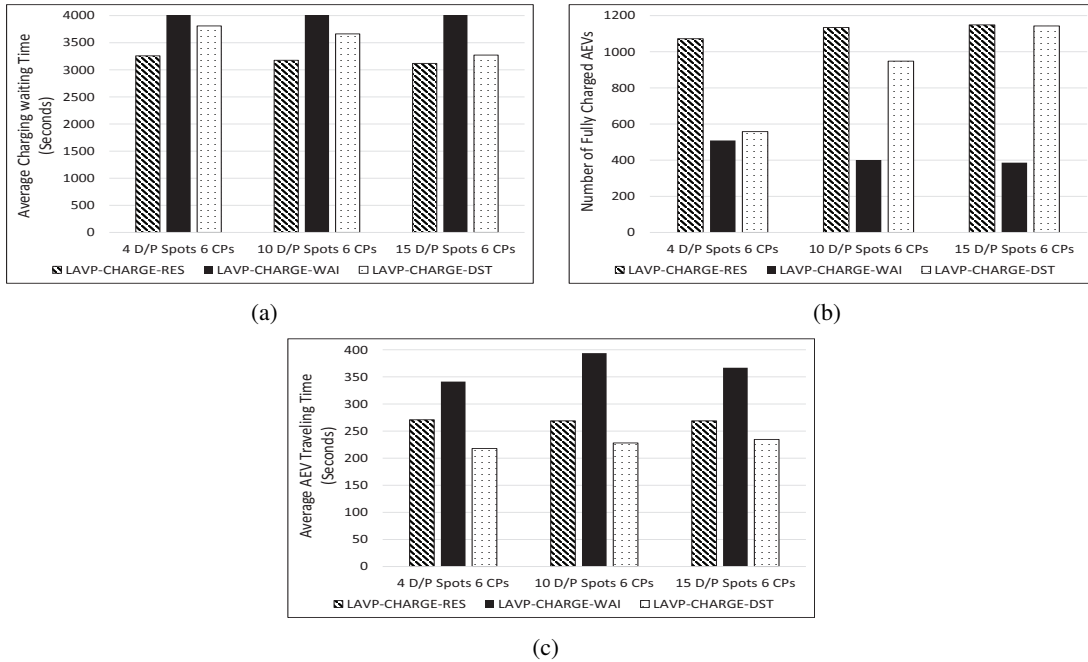 Average Charging waiting Time
(Seconds)
4000
3500
3000
2500
2000
1500
1000
500
0
4 D/P Spots 6 CPs
10 D/P Spots 6 CPs
15 D/P Spots 6 CPs
LAVP-CHARGE-RES
LAVP-CHARGE-WAI
LAVP-CHARGE-DST
(a)
Number of Fully Charged AEVs
1200
1000
800
600
400
200
0
4 D/P Spots 6 CPs
10 D/P Spots 6 CPs
15 D/P Spots 6 CPs
LAVP-CHARGE-RES
LAVP-CHARGE-WAI
LAVP-CHARGE-DST
(b)
Average AEV Traveling Time
(Seconds)
400
350
300
250
200
150
100
50
0
4 D/P Spots 6 CPs
10 D/P Spots 6 CPs
15 D/P Spots 6 CPs
LAVP-CHARGE-RES
LAVP-CHARGE-WAI
LAVP-CHARGE-DST
(c)